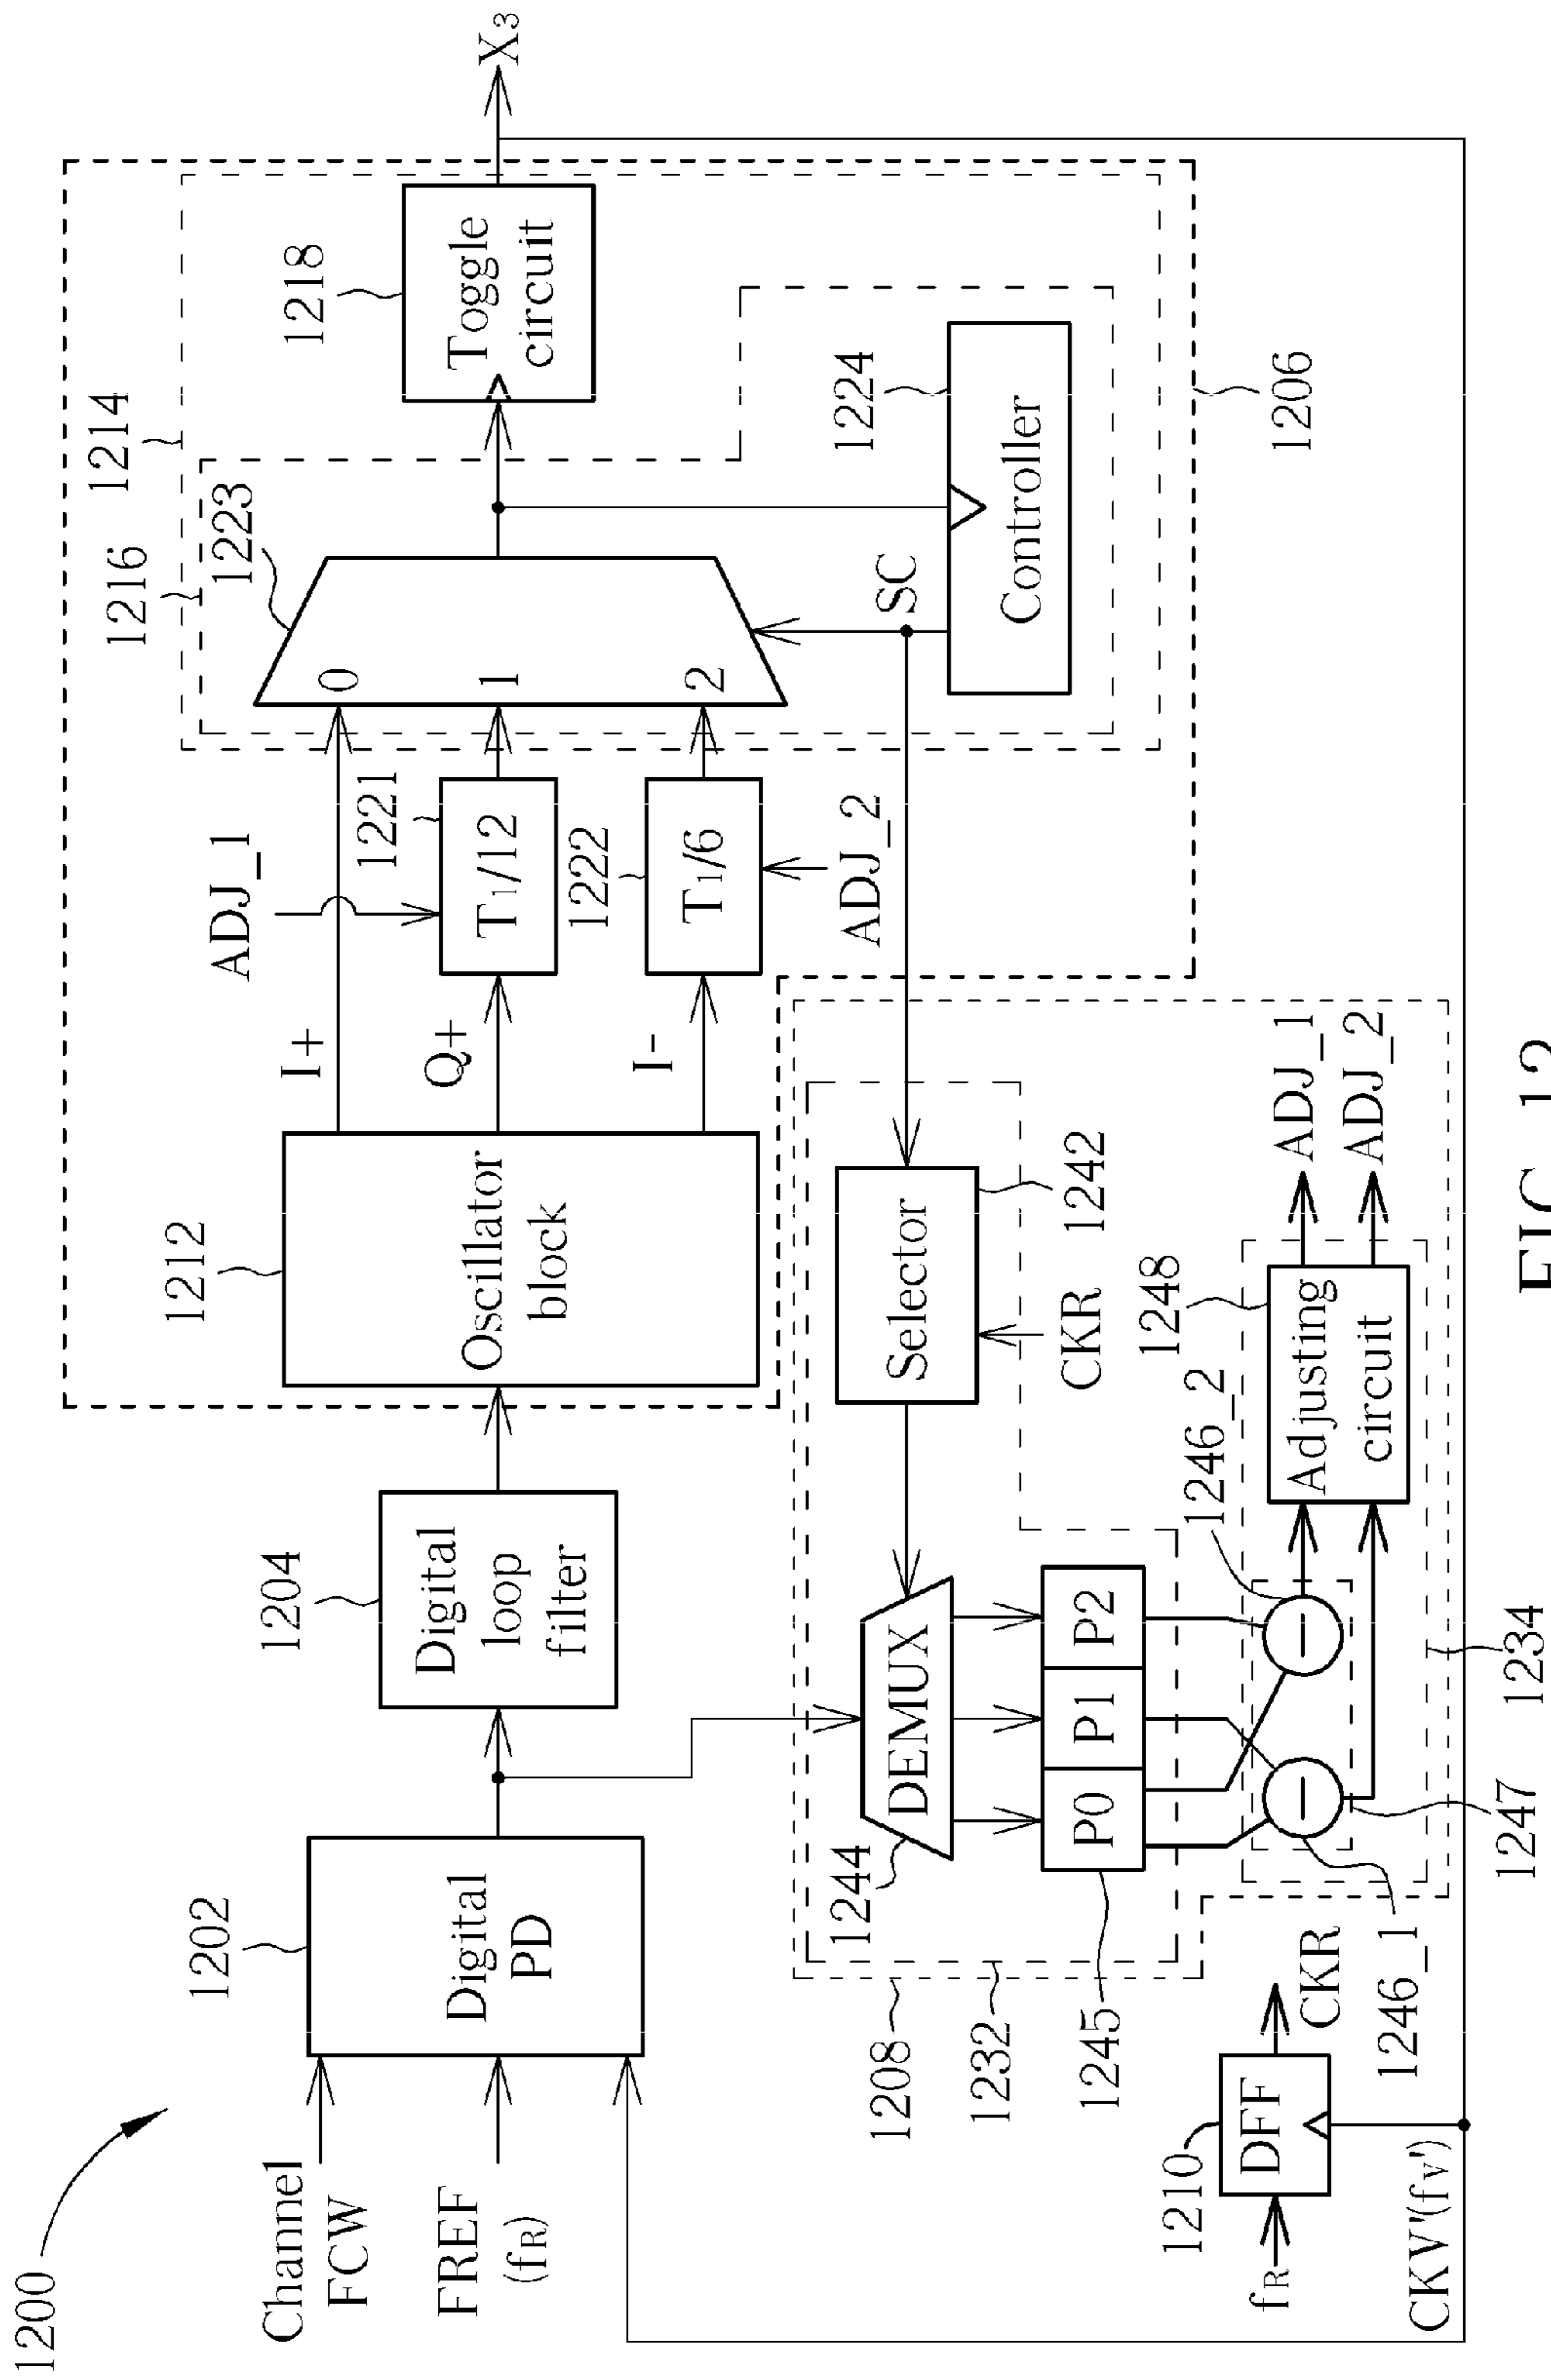 1200
Channel
FCW
FREF
(fR)
1202
Digital
PD
1204
Digital
loop
filter
1212
Oscillator
block
I+
Q+
I-
ADJ_1
1221
T1/12
1222
T1/6
ADJ_2
1216
1214
1223
0
1
2
SC
1224
Controller
1218
Toggle
circuit
X3
1206
1208
1232
1244
DEMUX
Selector
1242
CKR
1245
P0
P1
P2
1246_1
1246_2
1247
1234
1248
Adjusting
circuit
ADJ_1
ADJ_2
1210
fR
DFF
CKR
CKV'(fV')